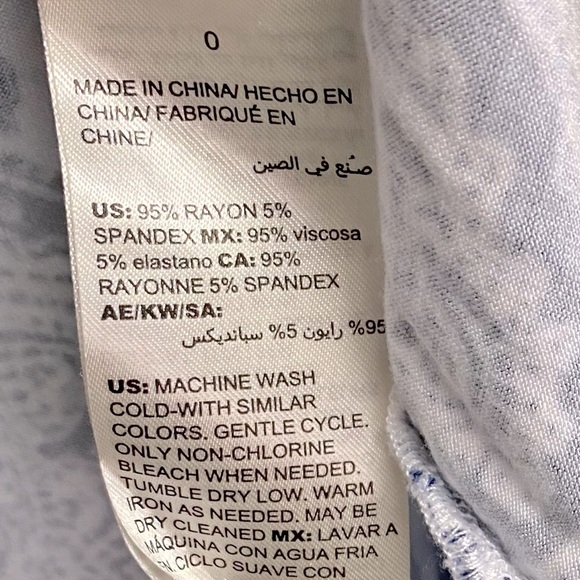 0
MADE IN CHINA/ HECHO EN
CHINA/ FABRIQUÉ EN
CHINE/
صُنع في الصين
US: 95% RAYON 5%
SPANDEX MX: 95% viscosa
5% elastano CA: 95%
RAYONNE 5% SPANDEX
AE/KW/SA:
95% رايون 5% سبانديكس
US: MACHINE WASH
COLD-WITH SIMILAR
COLORS. GENTLE CYCLE.
ONLY NON-CHLORINE
BLEACH WHEN NEEDED.
TUMBLE DRY LOW. WARM
IRON AS NEEDED. MAY BE
DRY CLEANED MX: LAVAR A
MÁQUINA CON AGUA FRIA
EN CICLO SUAVE CON